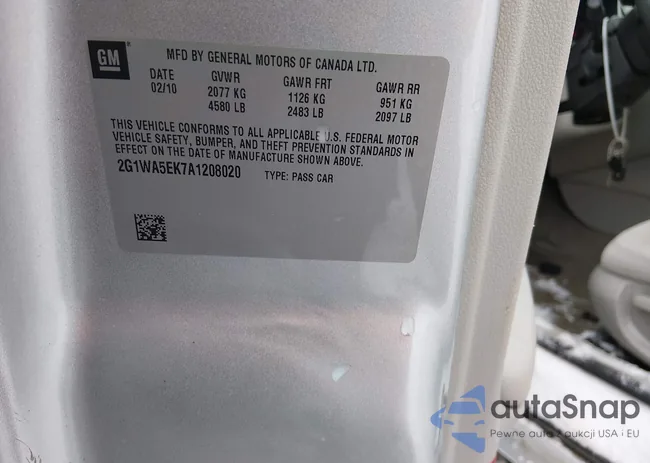 GM
MFD BY GENERAL MOTORS OF CANADA LTD.
DATE GVWR GAWR FRT GAWR RR
02/10 2077 KG 1126 KG 951 KG
4580 LB 2483 LB 2097 LB
THIS VEHICLE CONFORMS TO ALL APPLICABLE U.S. FEDERAL MOTOR
VEHICLE SAFETY, BUMPER, AND THEFT PREVENTION STANDARDS IN
EFFECT ON THE DATE OF MANUFACTURE SHOWN ABOVE.
2G1WA5EK7A1208020 TYPE: PASS CAR
autaSnap
Pewne auta z aukcji USA i EU